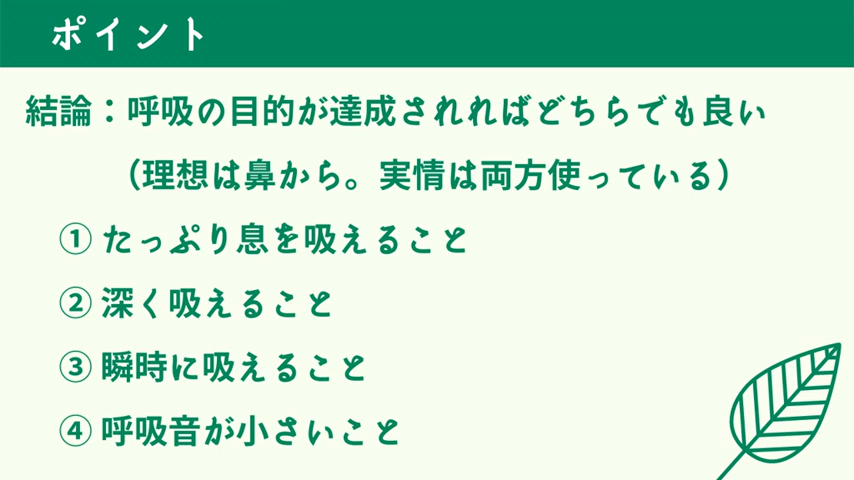 ポイント
結論：呼吸の目的が達成されればどちらでも良い
（理想は鼻から。実情は両方使っている）
① たっぷり息を吸えること
② 深く吸えること
③ 瞬時に吸えること
④ 呼吸音が小さいこと